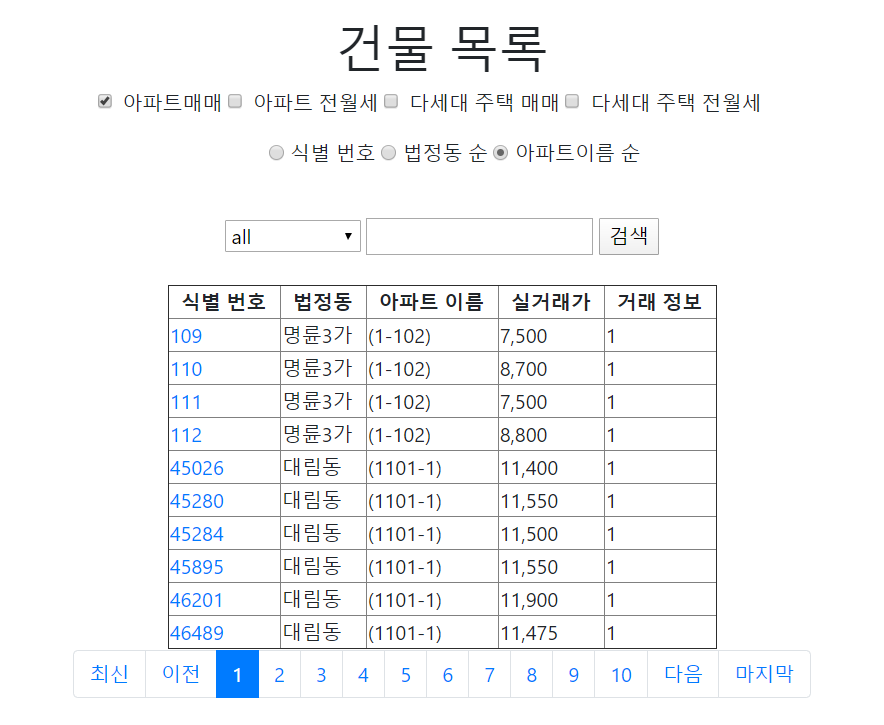 건물 목록
아파트매매 아파트 전월세 다세대 주택 매매 다세대 주택 전월세
식별 번호 법정동 순 아파트이름 순
all 검색
식별 번호 법정동 아파트 이름 실거래가 거래 정보
109 명륜3가 (1-102) 7,500 1
110 명륜3가 (1-102) 8,700 1
111 명륜3가 (1-102) 7,500 1
112 명륜3가 (1-102) 8,800 1
45026 대림동 (1101-1) 11,400 1
45280 대림동 (1101-1) 11,550 1
45284 대림동 (1101-1) 11,500 1
45895 대림동 (1101-1) 11,550 1
46201 대림동 (1101-1) 11,900 1
46489 대림동 (1101-1) 11,475 1
최신 이전 1 2 3 4 5 6 7 8 9 10 다음 마지막